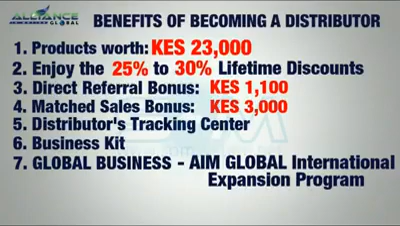 ALLIANCE
IN MOTION GLOBAL
BENEFITS OF BECOMING A DISTRIBUTOR
1. Products worth: KES 23,000
2. Enjoy the 25% to 30% Lifetime Discounts
3. Direct Referral Bonus: KES 1,100
4. Matched Sales Bonus: KES 3,000
5. Distributor's Tracking Center
6. Business Kit
7. GLOBAL BUSINESS - AIM GLOBAL International
Expansion Program